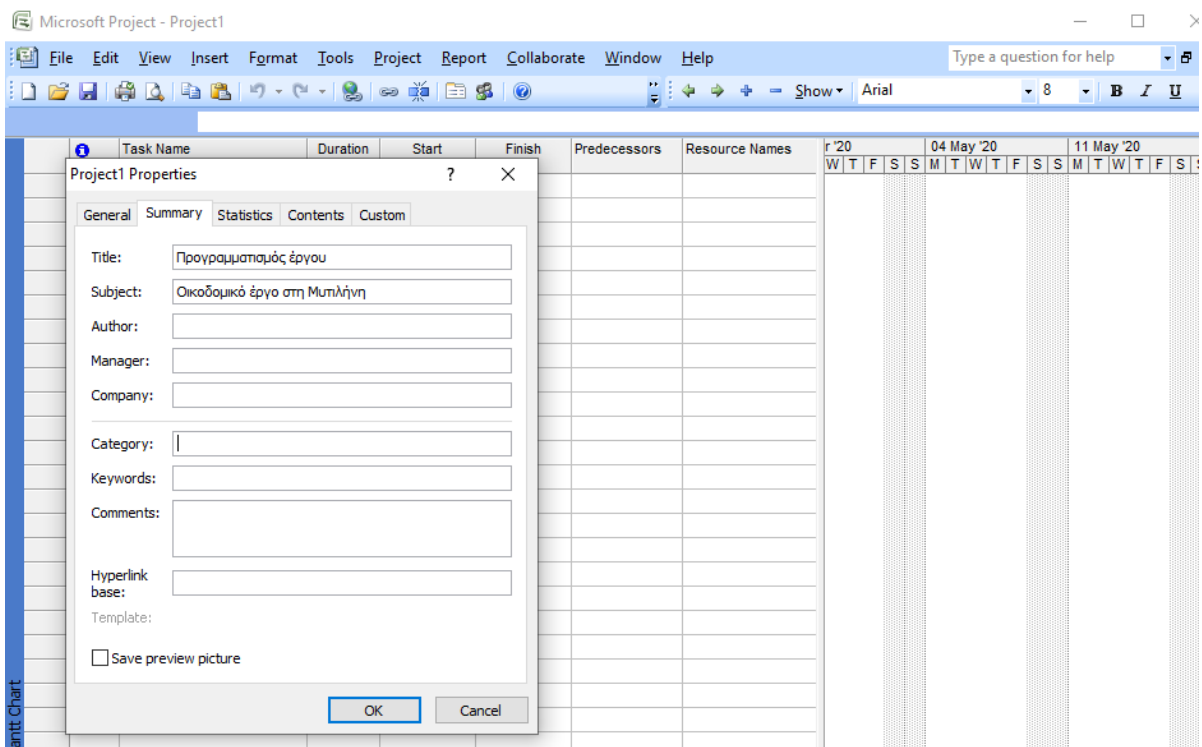 Microsoft Project - Project1
File Edit View Insert Format Tools Project Report Collaborate Window Help Type a question for help
Show Arial 8 B I U
Task Name Duration Start Finish Predecessors Resource Names r '20 04 May '20 11 May '20
W T F S S M T W T F S S M T W T F S
Project1 Properties ?
General Summary Statistics Contents Custom
Title: Προγραμματισμός έργου
Subject: Οικοδομικό έργο στη Μυτιλήνη
Author:
Manager:
Company:
Category:
Keywords:
Comments:
Hyperlink
base:
Template:
Save preview picture
OK Cancel
antt Chart